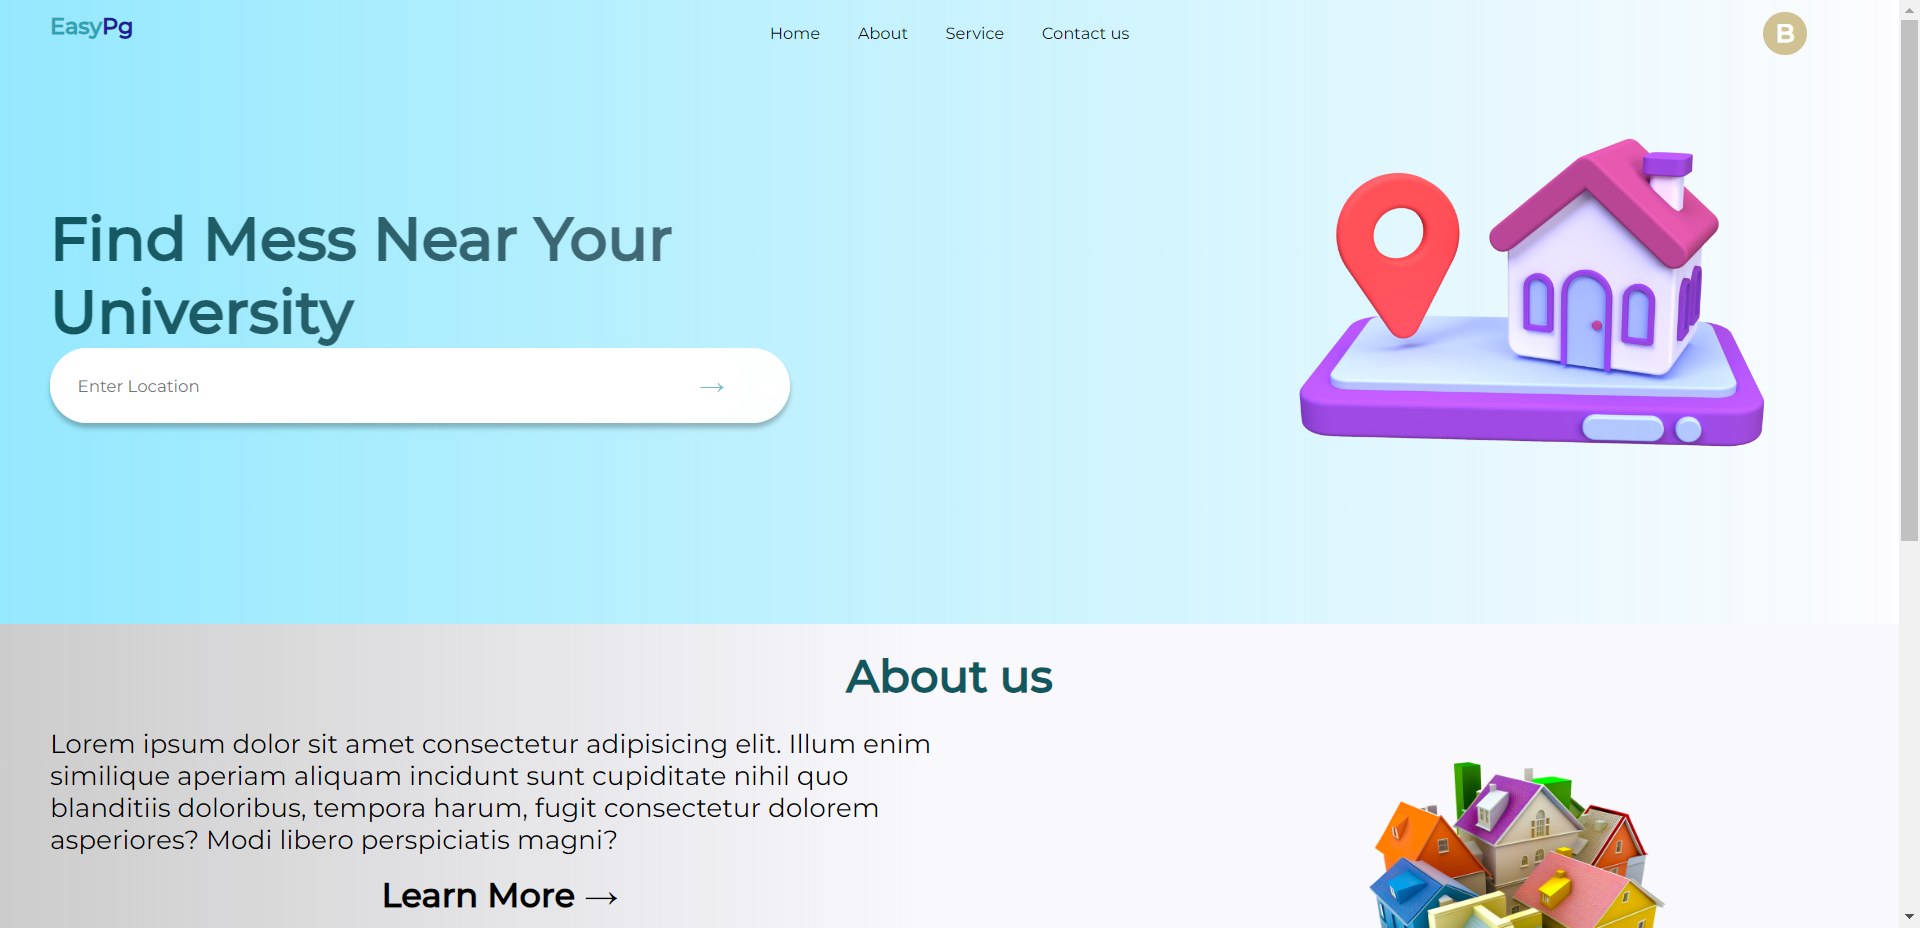 EasyPg
Home About Service Contact us
B
Find Mess Near Your
University
Enter Location →
About us
Lorem ipsum dolor sit amet consectetur adipisicing elit. Illum enim
similique aperiam aliquam incidunt sunt cupiditate nihil quo
blanditiis doloribus, tempora harum, fugit consectetur dolorem
asperiores? Modi libero perspiciatis magni?
Learn More →